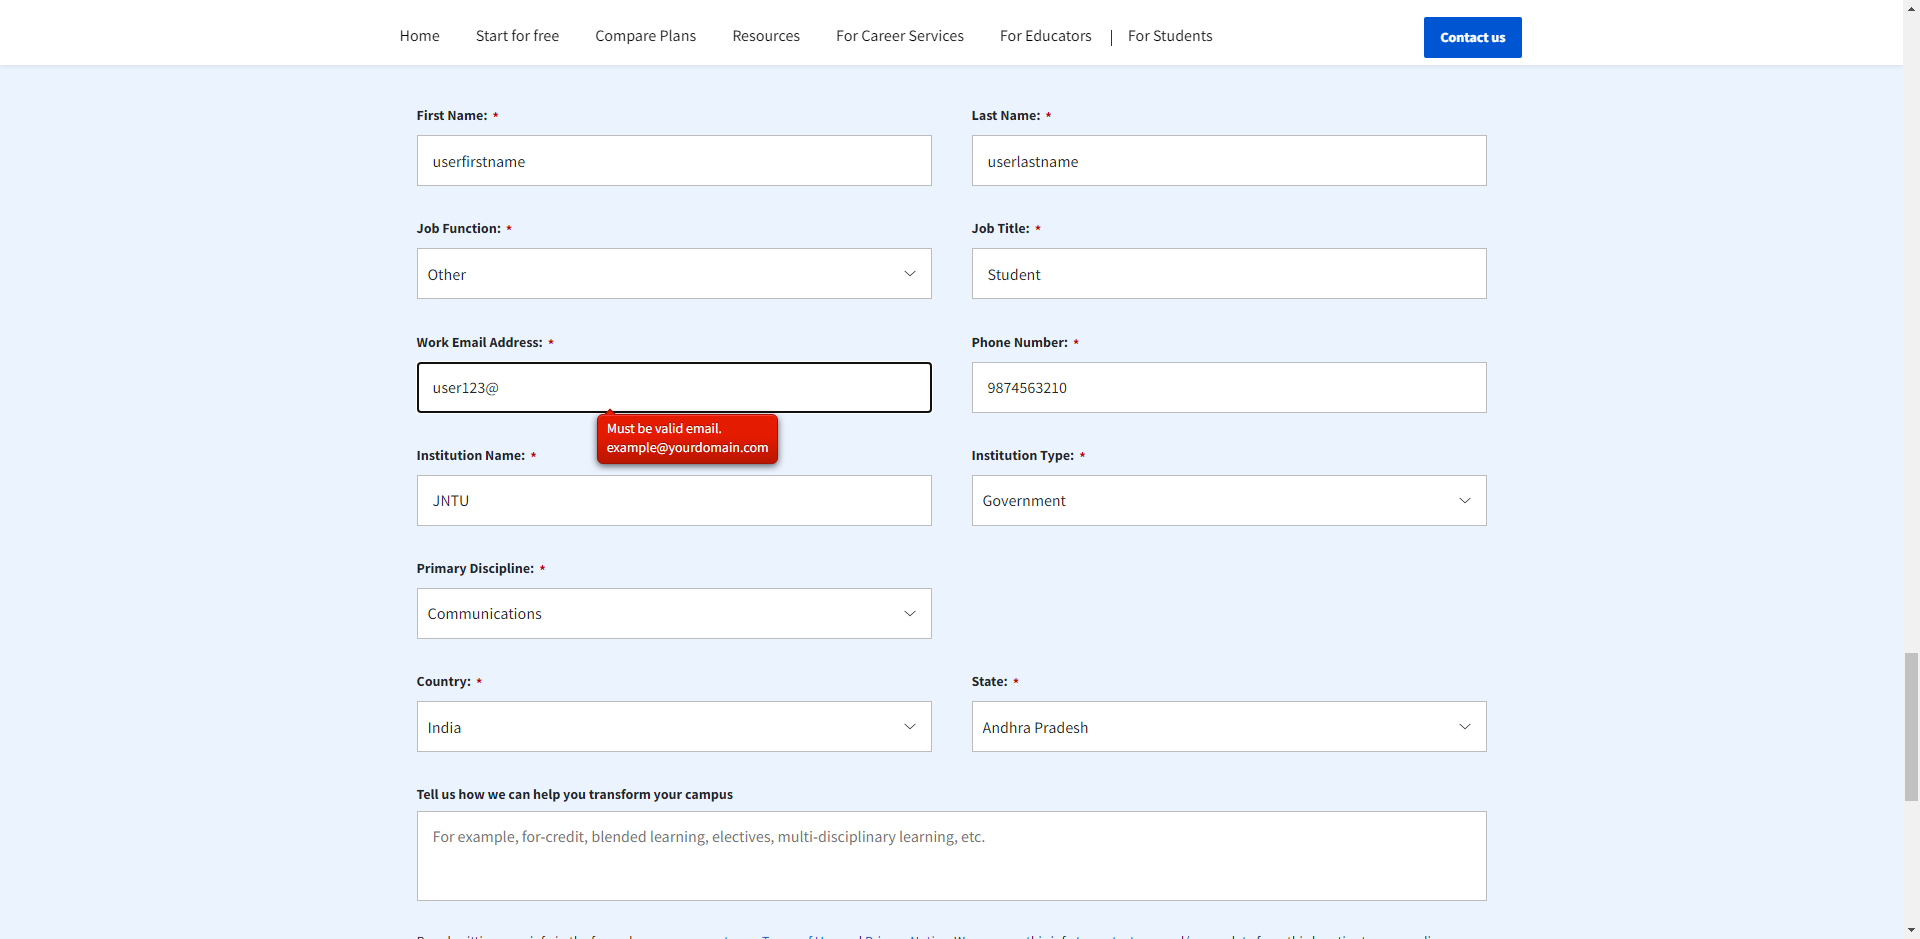 Home Start for free Compare Plans Resources For Career Services For Educators | For Students Contact us
First Name: * Last Name: *
userfirstname userlastname
Job Function: * Job Title: *
Other Student
Work Email Address: * Phone Number: *
user123@ 9874563210
Must be valid email.
example@yourdomain.com
Institution Name: * Institution Type: *
JNTU Government
Primary Discipline: *
Communications
Country: * State: *
India Andhra Pradesh
Tell us how we can help you transform your campus
For example, for-credit, blended learning, electives, multi-disciplinary learning, etc.